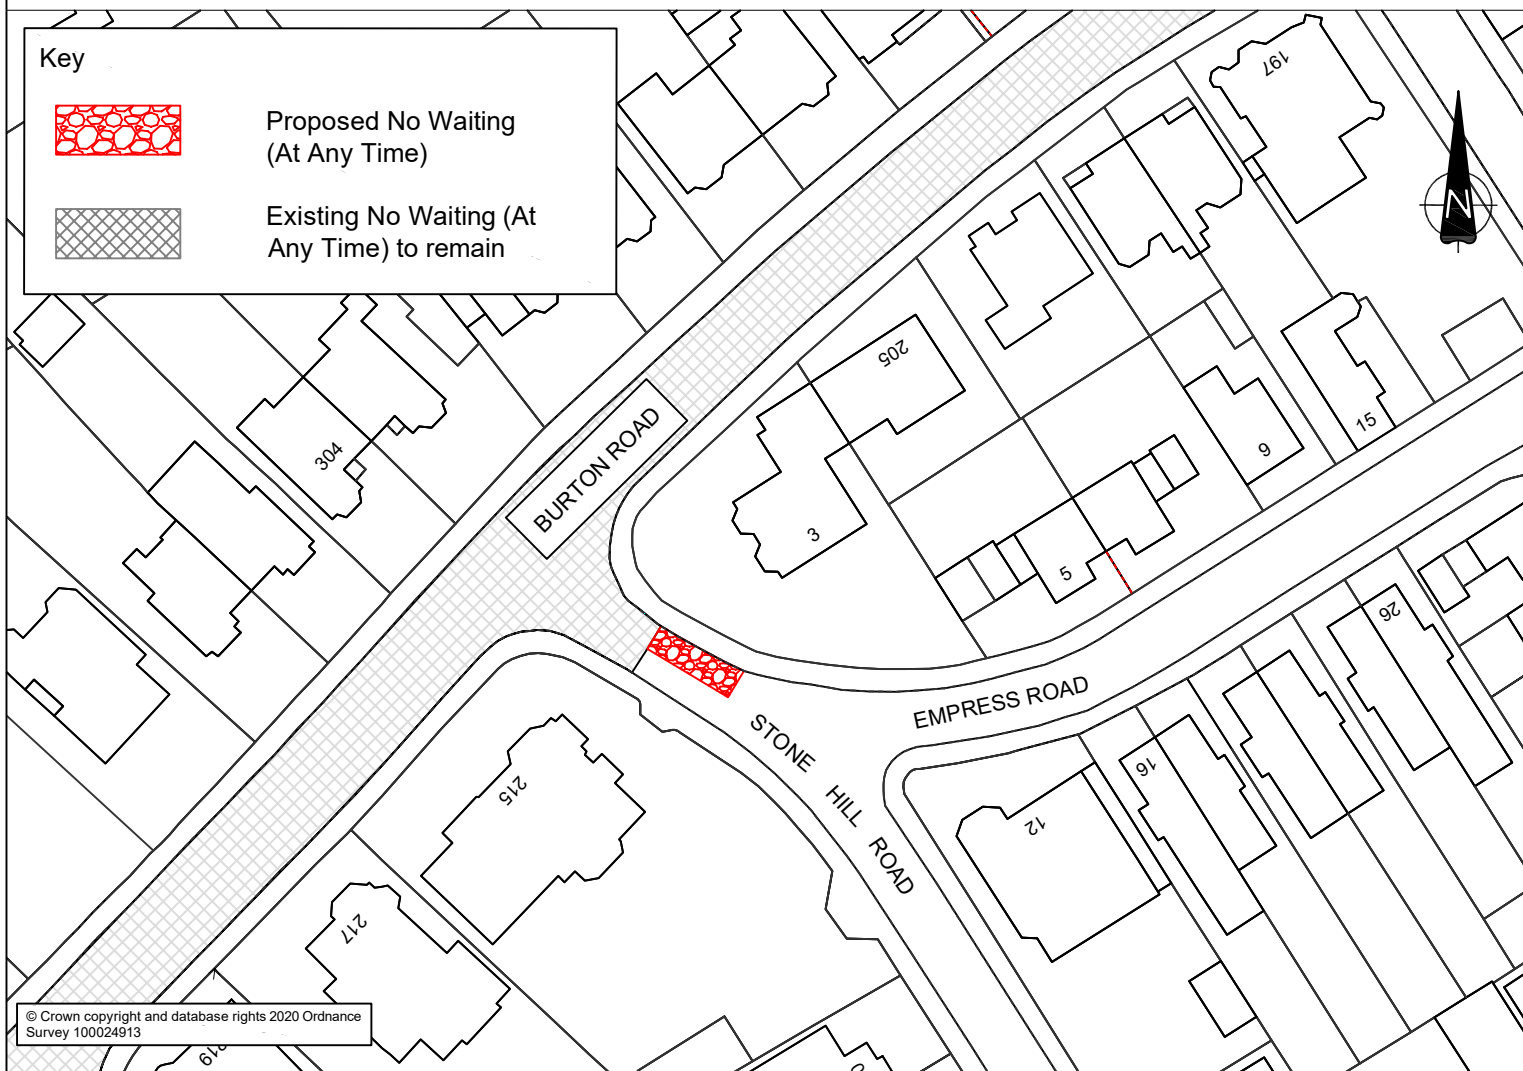 Key
Proposed No Waiting
(At Any Time)
Existing No Waiting (At
Any Time) to remain
N
197
205
BURTON ROAD
304
3
15
9
5
26
EMPRESS ROAD
STONE HILL ROAD
16
12
215
217
219
© Crown copyright and database rights 2020 Ordnance
Survey 100024913